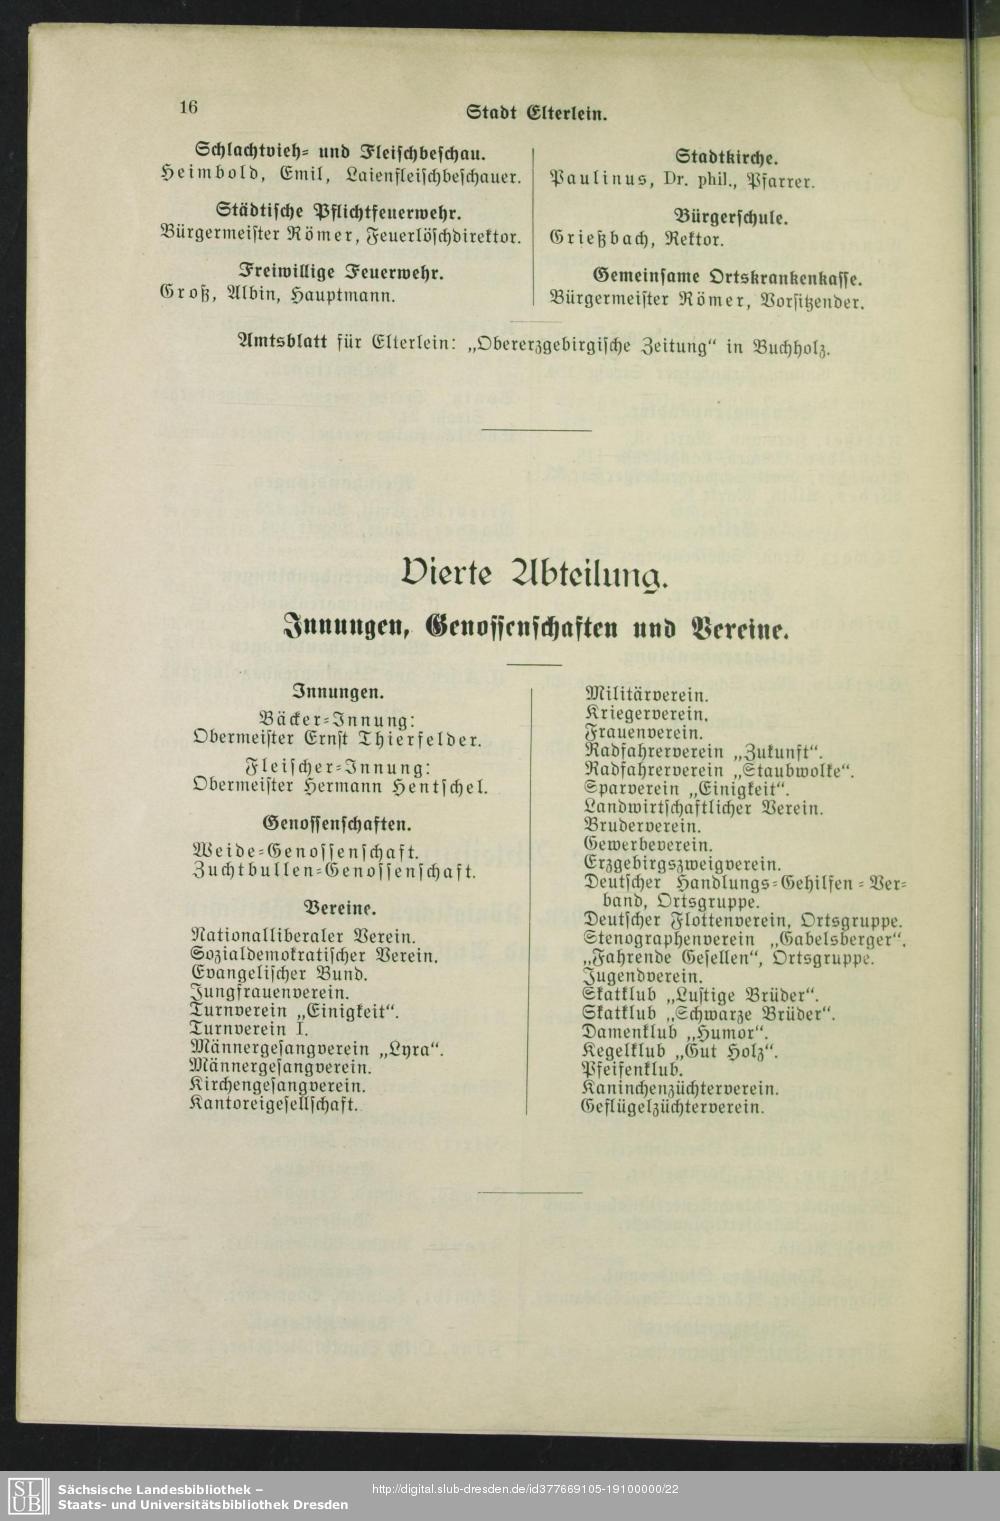 16
Stadt Elterlein.
Schlachtvieh- und Fleischbeschau.
Heimbold, Emil, Laienfleischbeschauer.
Städtische Pflichtfeuerwehr.
Bürgermeister Römer, Feuerlöschdirektor.
Freiwillige Feuerwehr.
Groß, Albin, Hauptmann.
Stadtkirche.
Paulinus, Dr. phil., Pfarrer.
Bürgerschule.
Grießbach, Rektor.
Gemeinsame Ortskrankenkasse.
Bürgermeister Römer, Vorsitzender.
Amtsblatt für Elterlein: „Obererzgebirgische Zeitung“ in Buchholz.
Vierte Abteilung.
Innungen, Genossenschaften und Vereine.
Innungen.
Bäcker-Innung:
Obermeister Ernst Thierfelder.
Fleischer-Innung:
Obermeister Hermann Hentschel.
Genossenschaften.
Weide-Genossenschaft.
Zuchtbullen-Genossenschaft.
Vereine.
Nationalliberaler Verein.
Sozialdemokratischer Verein.
Evangelischer Bund.
Jungfrauenverein.
Turnverein „Einigkeit“.
Turnverein I.
Männergesangverein „Lyra“.
Männergesangverein.
Kirchengesangverein.
Kantoreigesellschaft.
Militärverein.
Kriegerverein.
Frauenverein.
Radfahrerverein „Zukunft“.
Radfahrerverein „Staubwolke“.
Sparverein „Einigkeit“.
Landwirtschaftlicher Verein.
Bruderverein.
Gewerbeverein.
Erzgebirgszweigverein.
Deutscher Handlungs-Gehilfen-Ver-
band, Ortsgruppe.
Deutscher Flottenverein, Ortsgruppe.
Stenographenverein „Gabelsberger“.
„Fahrende Gesellen“, Ortsgruppe.
Jugendverein.
Skatklub „Lustige Brüder“.
Skatklub „Schwarze Brüder“.
Damenklub „Humor“.
Kegelklub „Gut Holz“.
Pfeifenklub.
Kaninchenzüchterverein.
Geflügelzüchterverein.
SLUB
Sächsische Landesbibliothek –
Staats- und Universitätsbibliothek Dresden
http://digital.slub-dresden.de/id377669105-19100000/22